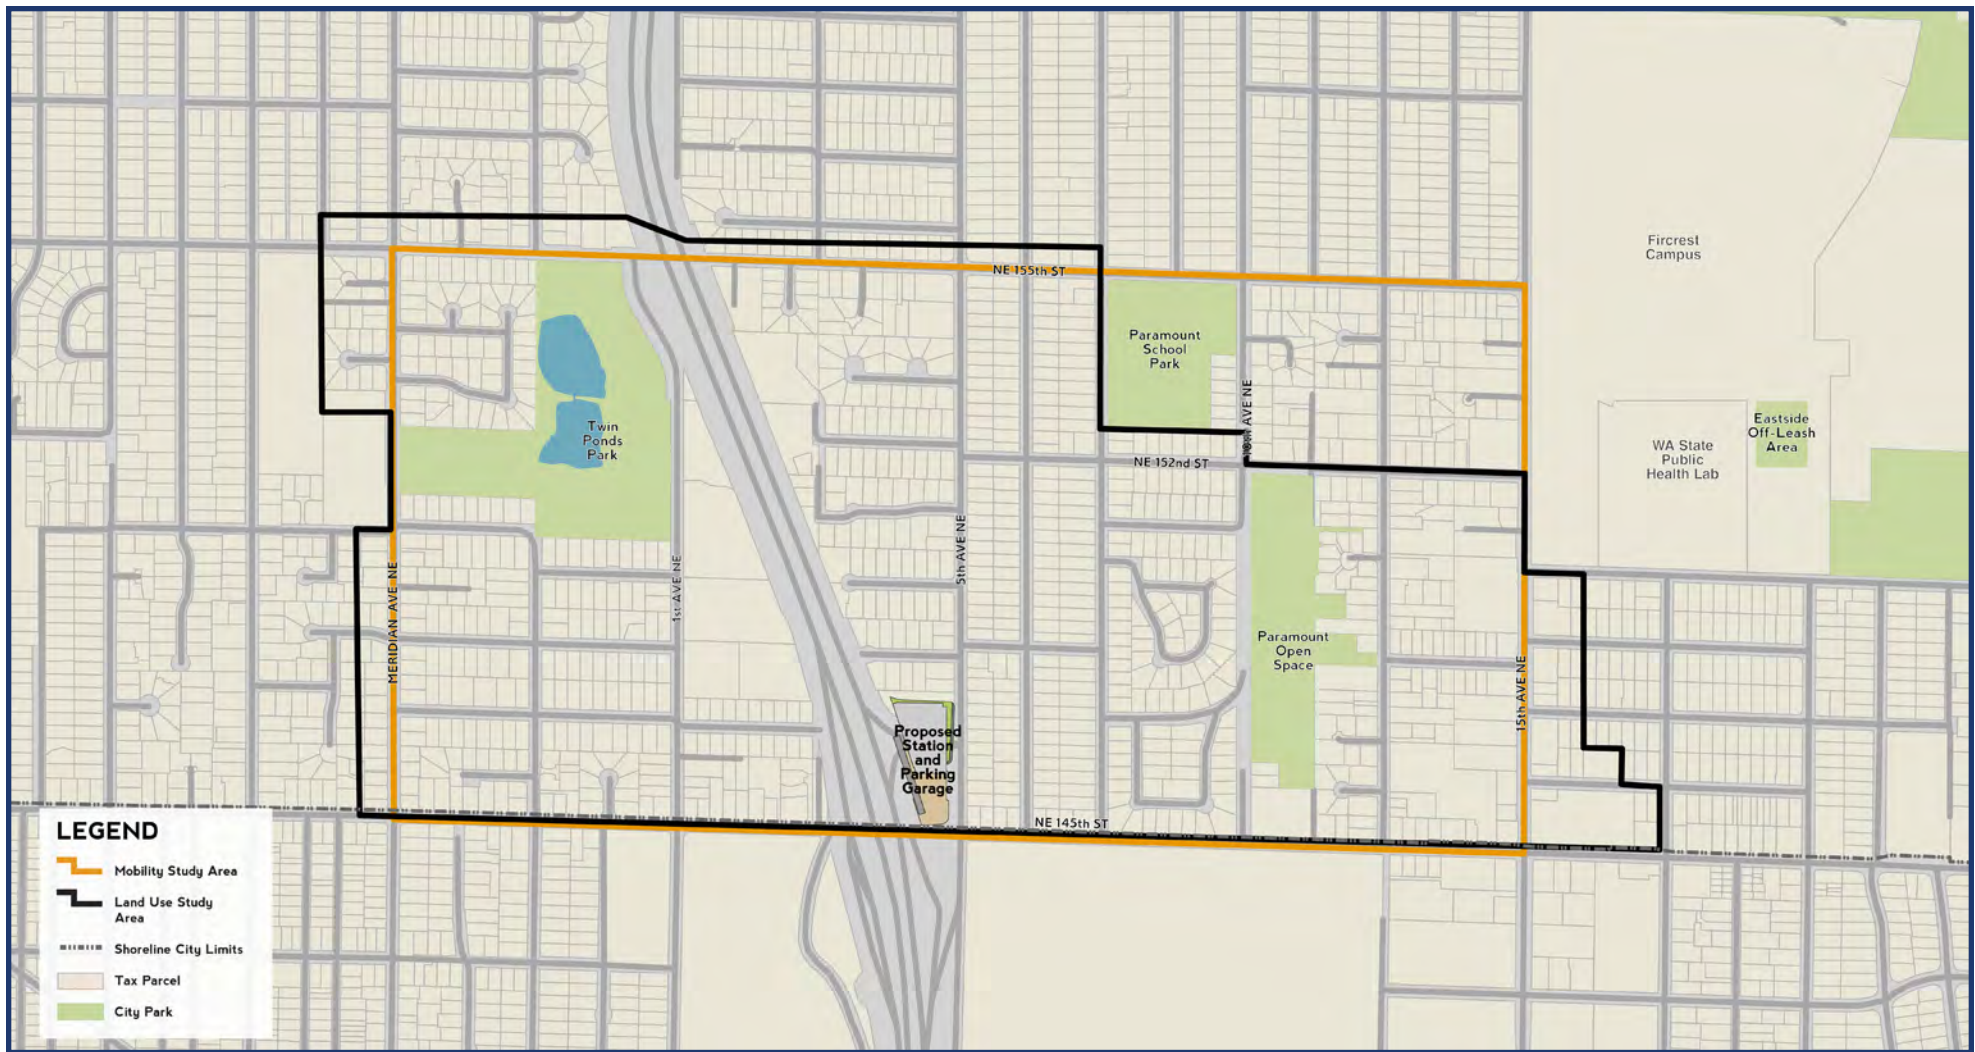 Fircrest
Campus
NE 155th ST
Paramount
School
Park
10th AVE NE
Eastside
Off-Leash
Area
WA State
Public
Health Lab
Twin
Ponds
Park
NE 152nd ST
5th AVE NE
1st AVE NE
MERIDIAN AVE NE
Paramount
Open
Space
15th AVE NE
Proposed
Station
and
Parking
Garage
NE 145th ST
LEGEND
Mobility Study Area
Land Use Study
Area
Shoreline City Limits
Tax Parcel
City Park